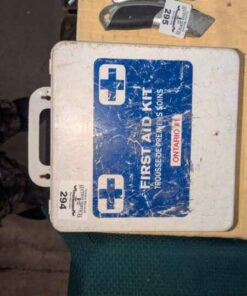 FIRST AID KIT
TROUSSE DE PREMIERS SOINS
ONTARIO
294
295